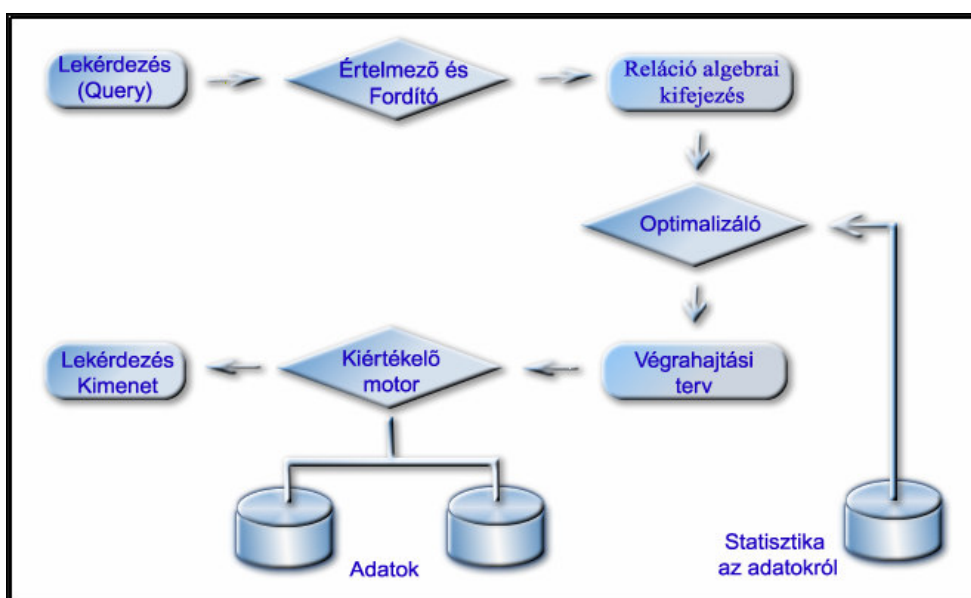 Lekérdezés
(Query)
Értelmezõ és
Fordító
Reláció algebrai
kifejezés
Optimalizáló
Végrahajtási
terv
Kiértékelõ
motor
Lekérdezés
Kimenet
Adatok
Statisztika
az adatokról